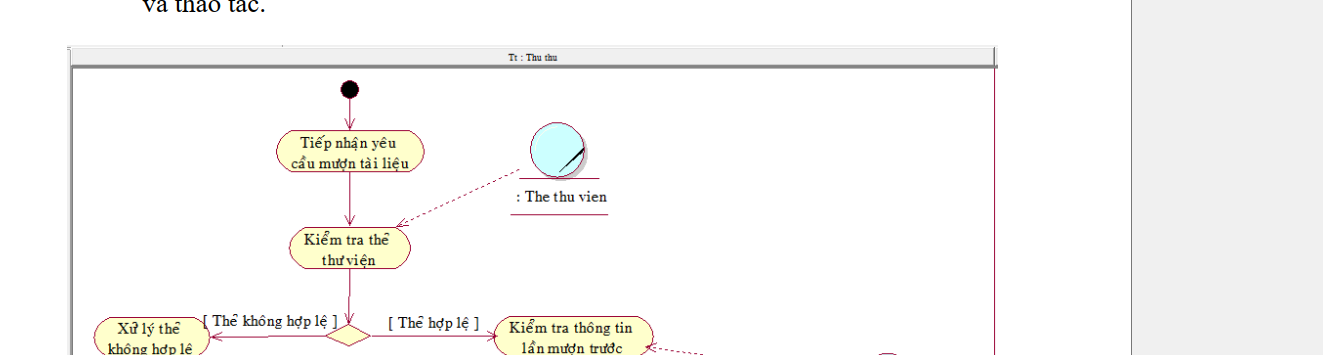 và thao tác.
Tt : Thu thu
Tiếp nhận yêu
cầu mượn tài liệu
: The thu vien
Kiểm tra thẻ
thư viện
[ Thẻ không hợp lệ ]
[ Thẻ hợp lệ ]
Xử lý thẻ
không hợp lệ
Kiểm tra thông tin
lần mượn trước